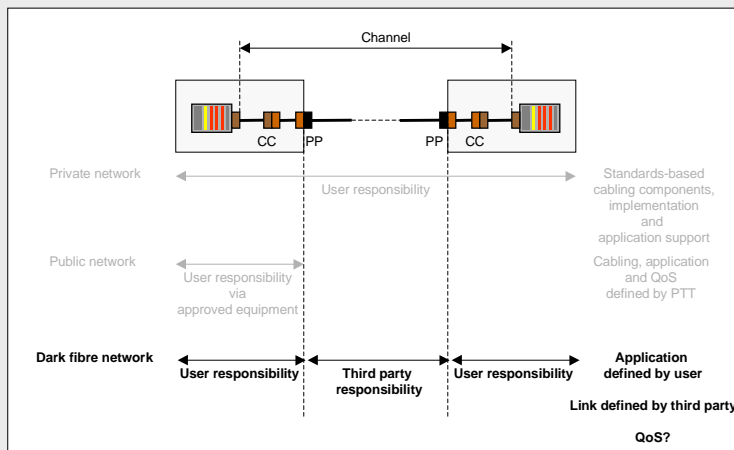 Channel
CC
PP
PP
CC
Private network
User responsibility
Standards-based
cabling components,
implementation
and
application support
Public network
User responsibility
via
approved equipment
Cabling, application
and QoS
defined by PTT
Dark fibre network
User responsibility
Third party
responsibility
User responsibility
Application
defined by user
Link defined by third party
QoS?